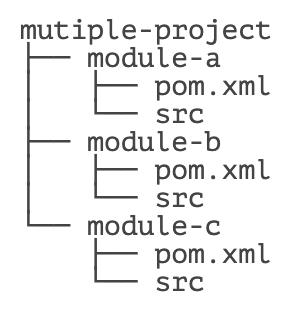 mutiple-project
├── module-a
│   ├── pom.xml
│   └── src
├── module-b
│   ├── pom.xml
│   └── src
└── module-c
    ├── pom.xml
    └── src